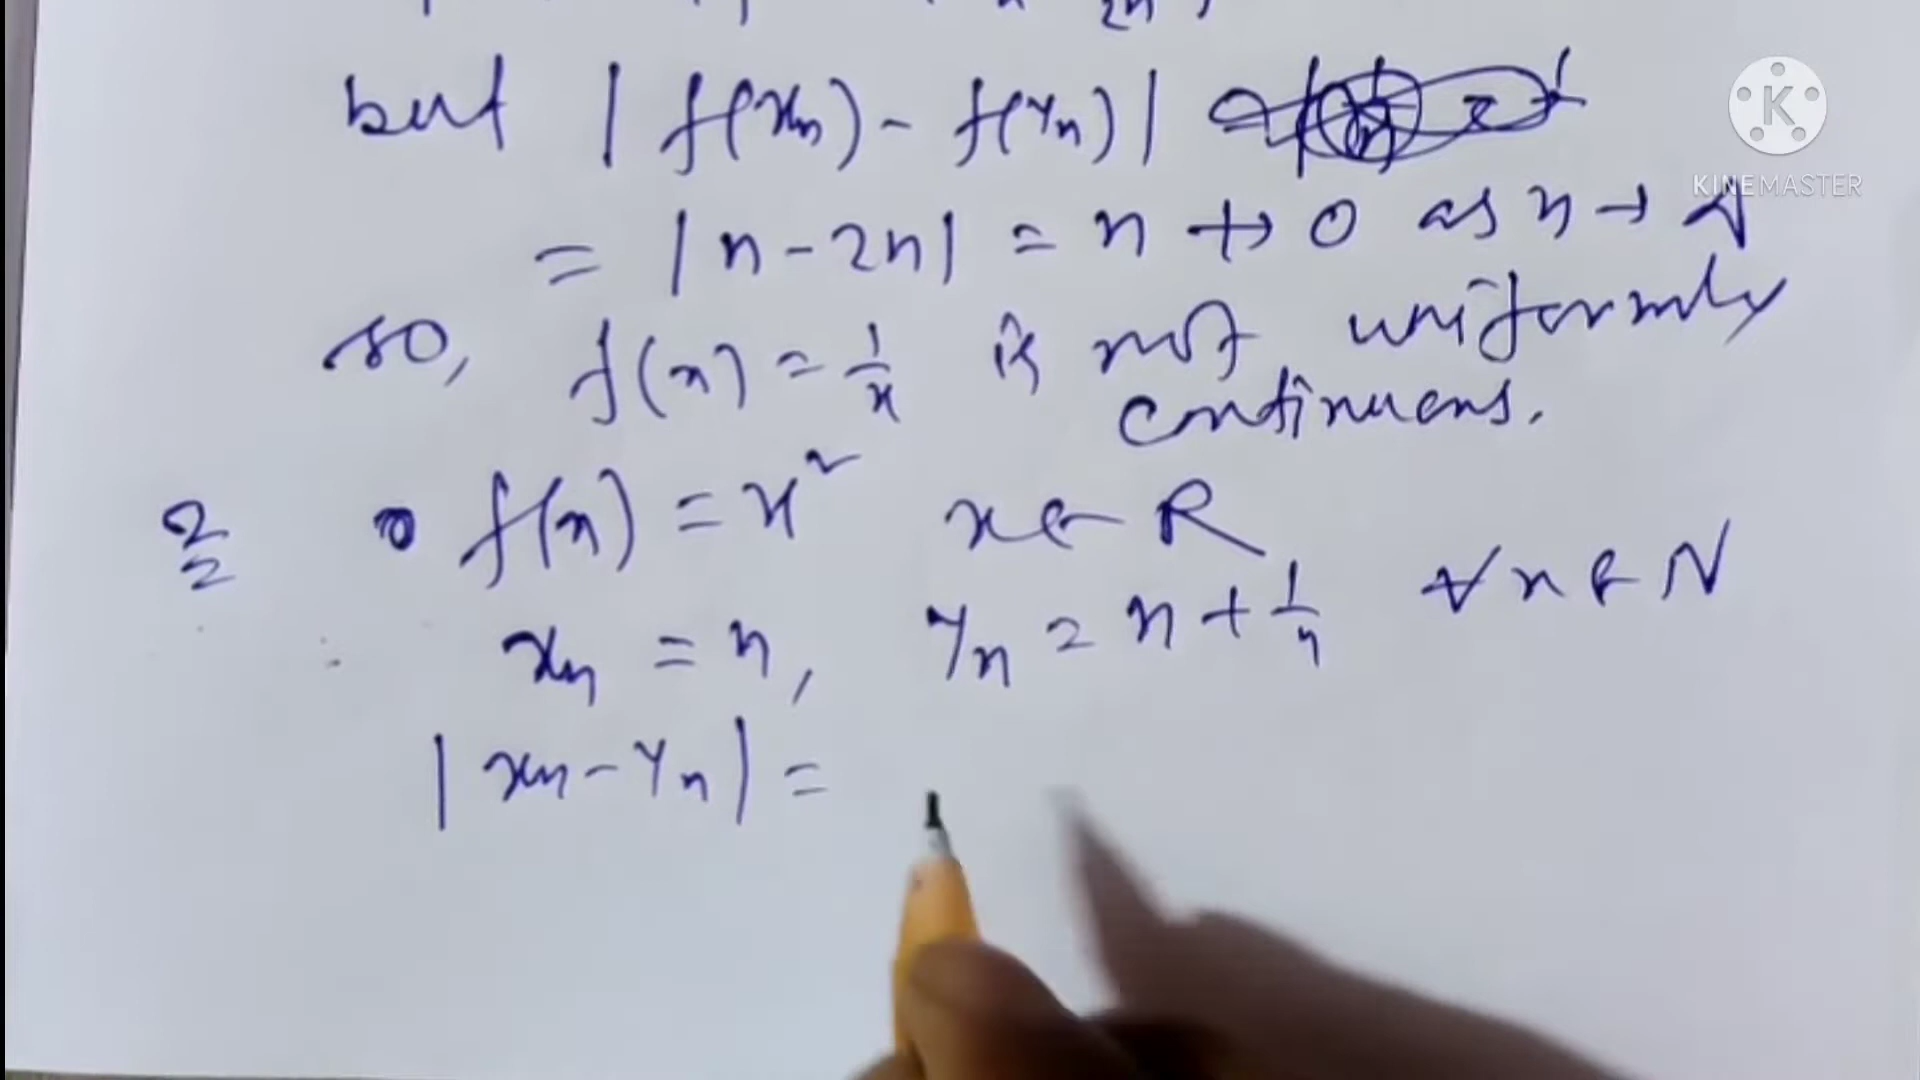 2n
but |f(xn) - f(yn)|
= |n - 2n| = n ↛ 0 as n → ∞
so, f(x) = 1/x is not uniformly
continuous.
2 • f(x) = x² x ∈ R
xn = n, yn = n + 1/n ∀ n ∈ N
|xn - yn| =
K
KINEMASTER